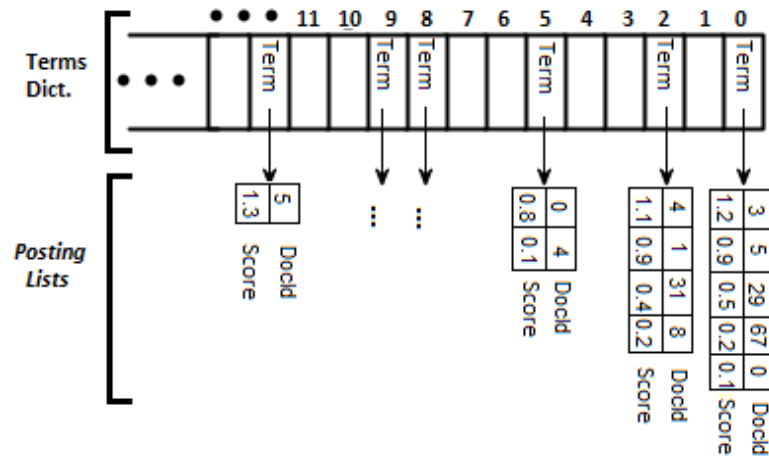 • • • 11 10 9 8 7 6 5 4 3 2 1 0
Terms Dict.
• • • Term Term Term Term Term Term
Posting Lists
5
1.3
DocId
Score
...
...
0 4
0.8 0.1
DocId
Score
4 1 31 8
1.1 0.9 0.4 0.2
DocId
Score
3 5 29 67 0
1.2 0.9 0.5 0.2 0.1
DocId
Score